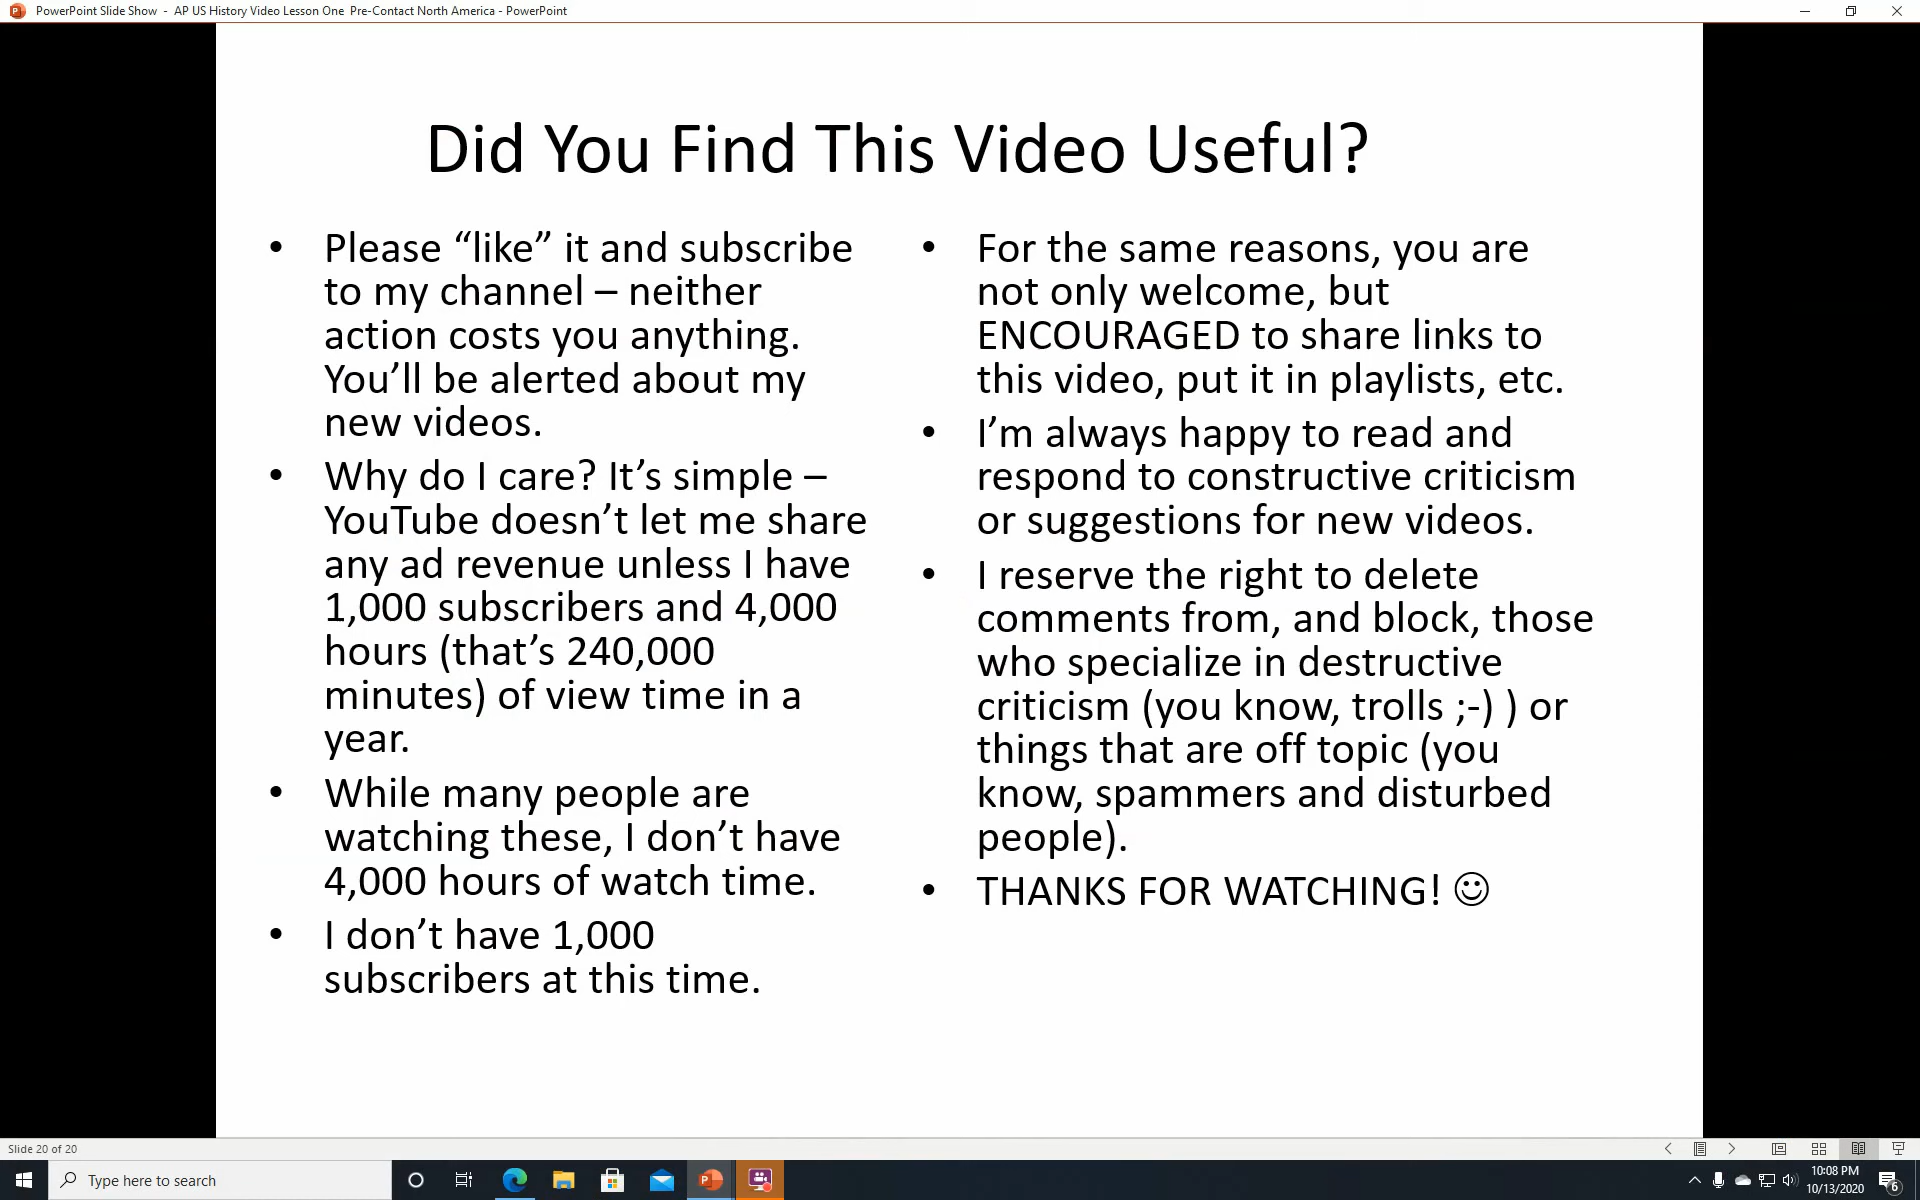 PowerPoint Slide Show - AP US History Video Lesson One Pre-Contact North America - PowerPoint
Did You Find This Video Useful?
• Please “like” it and subscribe
to my channel – neither
action costs you anything.
You’ll be alerted about my
new videos.
• Why do I care? It’s simple –
YouTube doesn’t let me share
any ad revenue unless I have
1,000 subscribers and 4,000
hours (that’s 240,000
minutes) of view time in a
year.
• While many people are
watching these, I don’t have
4,000 hours of watch time.
• I don’t have 1,000
subscribers at this time.
• For the same reasons, you are
not only welcome, but
ENCOURAGED to share links to
this video, put it in playlists, etc.
• I’m always happy to read and
respond to constructive criticism
or suggestions for new videos.
• I reserve the right to delete
comments from, and block, those
who specialize in destructive
criticism (you know, trolls ;-) ) or
things that are off topic (you
know, spammers and disturbed
people).
• THANKS FOR WATCHING! ☺
Slide 20 of 20
Type here to search
10:08 PM
10/13/2020
6